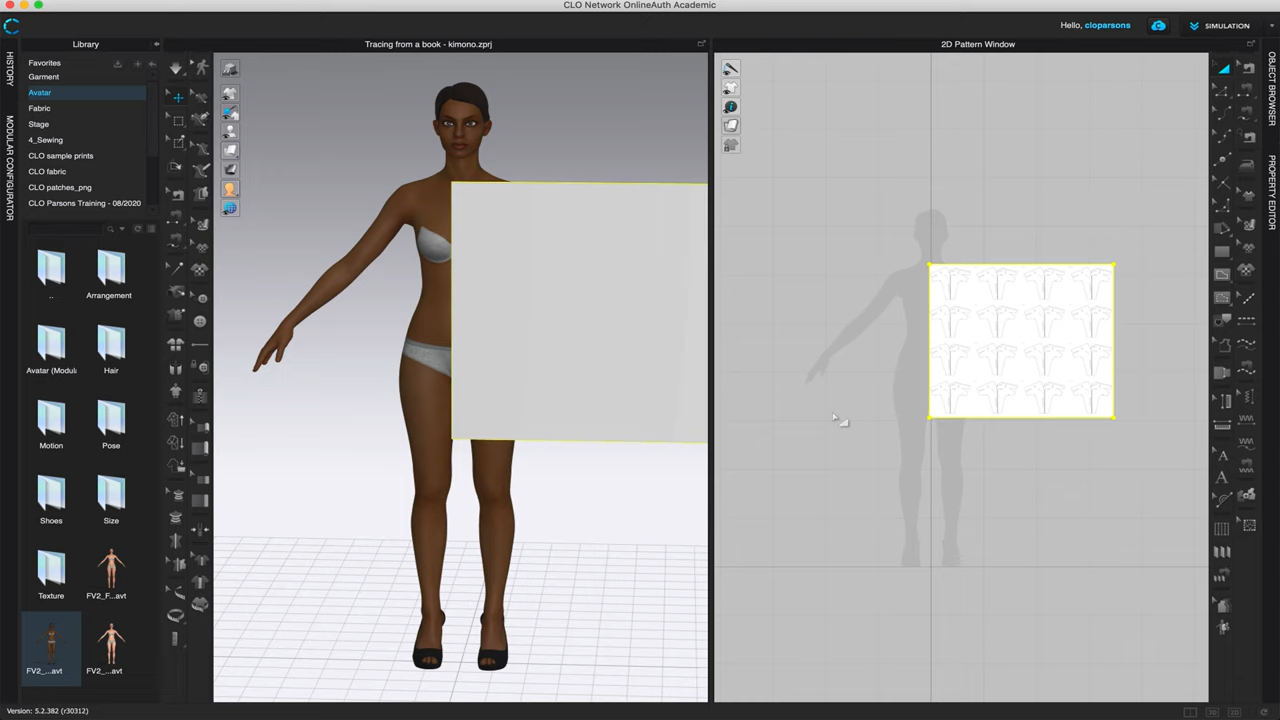 CLO Network OnlineAuth Academic
Hello, cloparsons
SIMULATION
HISTORY
MODULAR CONFIGURATOR
Library
Favorites
Garment
Avatar
Fabric
Stage
4_Sewing
CLO sample prints
CLO fabric
CLO patches_png
CLO Parsons Training - 08/2020
..
Arrangement
Avatar (Modul
Hair
Motion
Pose
Shoes
Size
Texture
FV2_F...avt
FV2_...avt
FV2_...avt
Tracing from a book - kimono.zprj
2D Pattern Window
OBJECT BROWSER
PROPERTY EDITOR
Version: 5.2.382 (r30312)